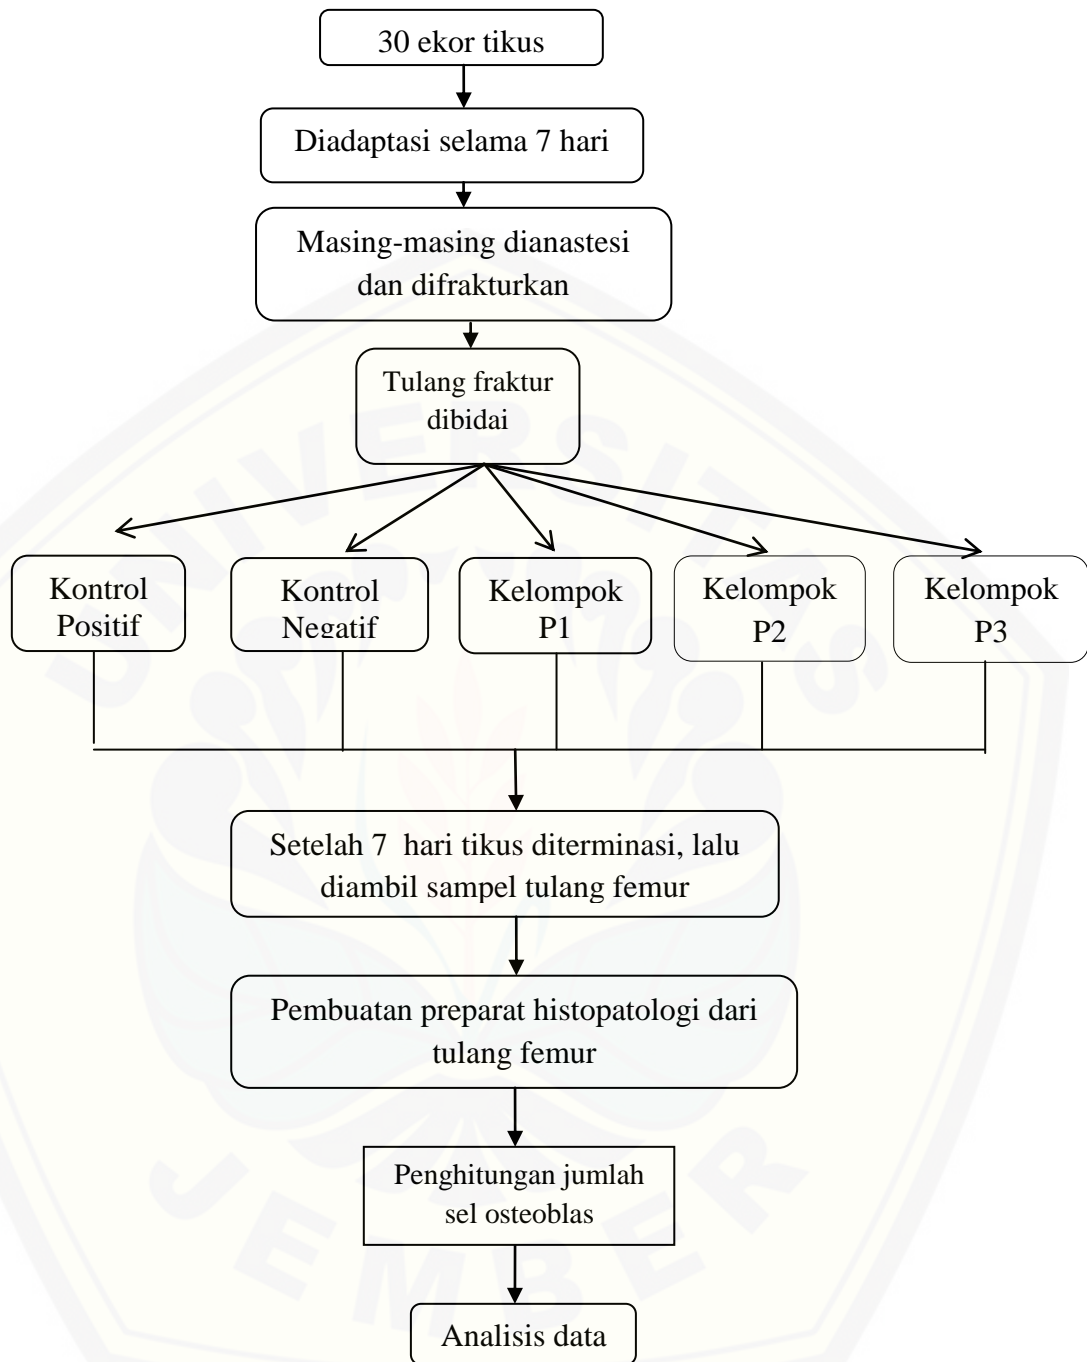 30 ekor tikus
Diadaptasi selama 7 hari
Masing-masing dianastesi
dan difrakturkan
Tulang fraktur
dibidai
Kontrol
Positif
Kontrol
Negatif
Kelompok
P1
Kelompok
P2
Kelompok
P3
Setelah 7 hari tikus diterminasi, lalu
diambil sampel tulang femur
Pembuatan preparat histopatologi dari
tulang femur
Penghitungan jumlah
sel osteoblas
Analisis data
UNIVERSITAS
JEMBER